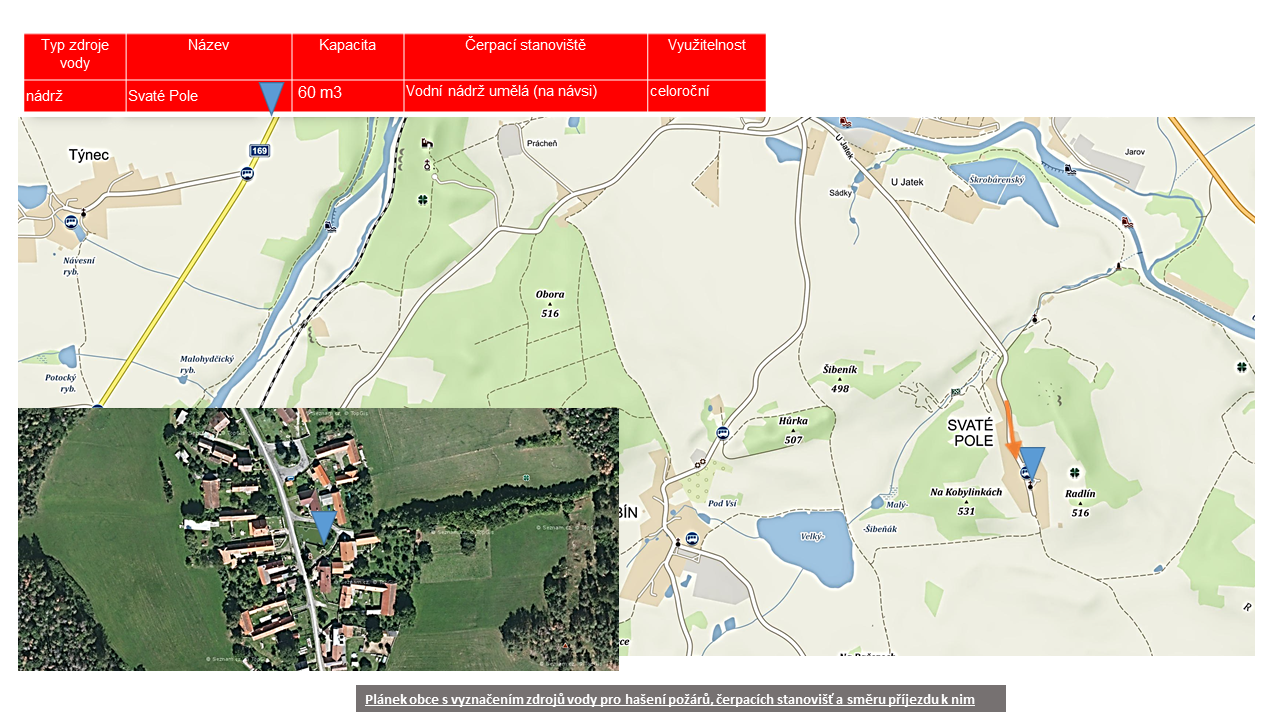 Typ zdroje
vody
Název
Kapacita
Čerpací stanoviště
Využitelnost
nádrž
Svaté Pole
60 m3
Vodní nádrž umělá (na návsi)
celoroční
Týnec
169
Prácheň
U Jatek
Jarov
Sádky
U Jatek
Škrobárenský
Návesní
ryb.
Obora
516
Malohydčický
ryb.
Potocký
ryb.
Šibeník
498
Hůrka
507
SVATÉ
POLE
Na Kobylinkách
531
Radlín
516
BÍN
Pod Vsí
Malý-
-Šibeňák
Velký-
Plánek obce s vyznačením zdrojů vody pro hašení požárů, čerpacích stanovišť a směru příjezdu k nim